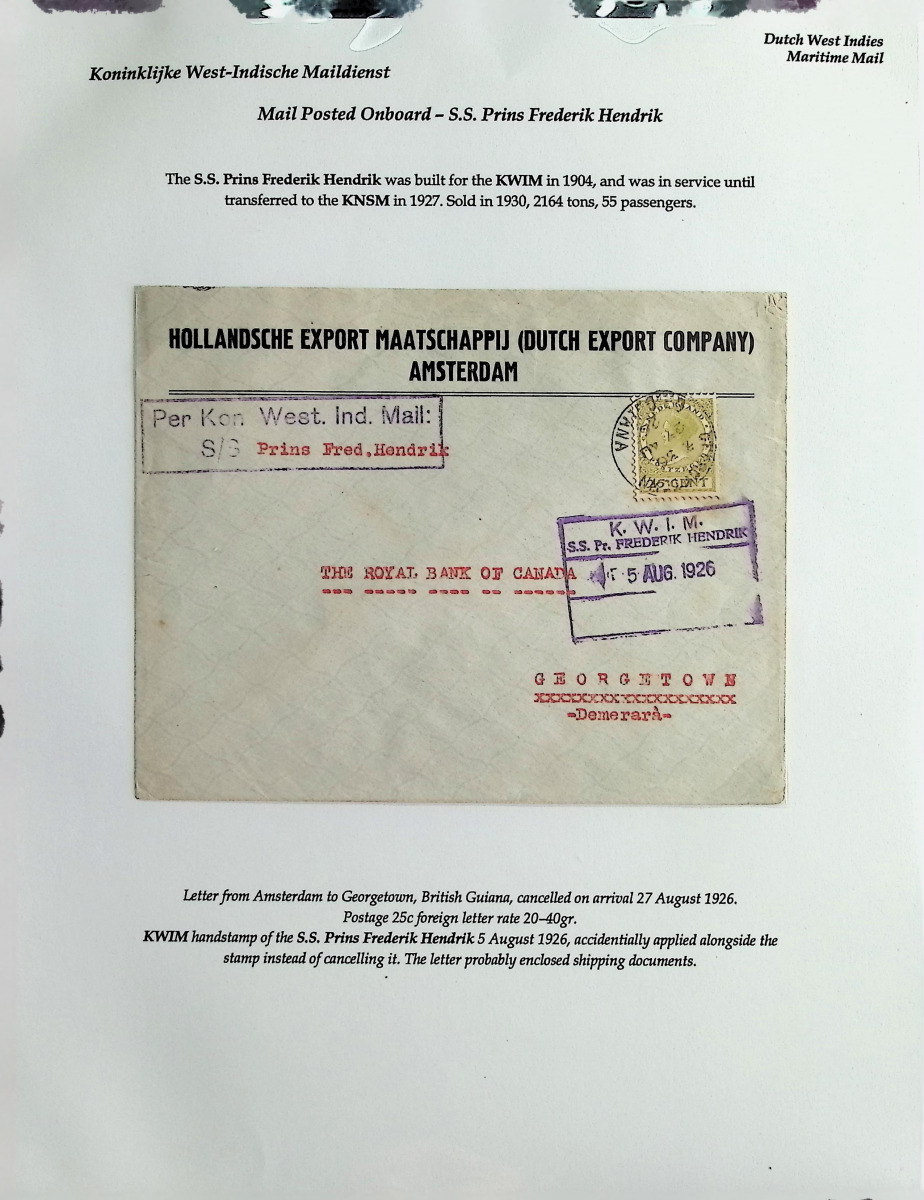 Dutch West Indies
Maritime Mail
Koninklijke West-Indische Maildienst
Mail Posted Onboard – S.S. Prins Frederik Hendrik
The S.S. Prins Frederik Hendrik was built for the KWIM in 1904, and was in service until
transferred to the KNSM in 1927. Sold in 1930, 2164 tons, 55 passengers.
HOLLANDSCHE EXPORT MAATSCHAPPIJ (DUTCH EXPORT COMPANY)
AMSTERDAM
Per Kon West. Ind. Mail:
S/S Prins Fred,Hendrik
25 CENT
K. W. I. M.
S.S. Pr. FREDERIK HENDRIK
5 AUG. 1926
THE ROYAL BANK OF CANADA
GEORGETOWN
xxxxxxxxxxxxxxxxxxxx
-Demerarà-
Letter from Amsterdam to Georgetown, British Guiana, cancelled on arrival 27 August 1926.
Postage 25c foreign letter rate 20–40gr.
KWIM handstamp of the S.S. Prins Frederik Hendrik 5 August 1926, accidentially applied alongside the
stamp instead of cancelling it. The letter probably enclosed shipping documents.